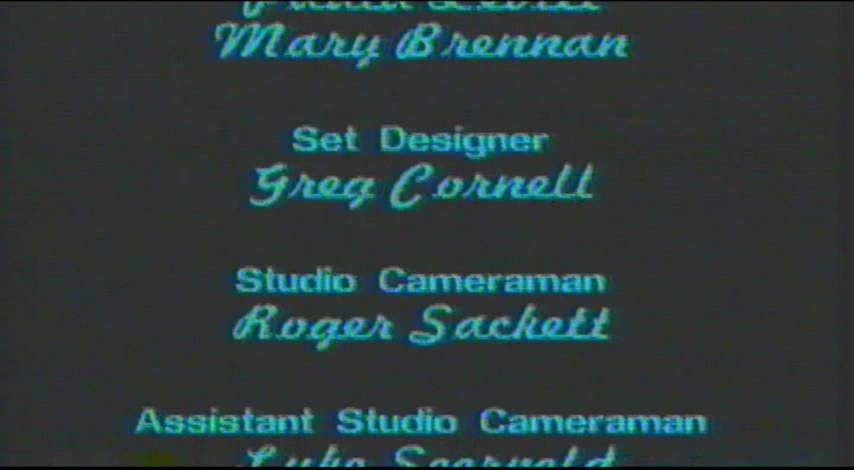 Mary Brennan
Set Designer
Greg Cornell
Studio Cameraman
Roger Sackett
Assistant Studio Cameraman